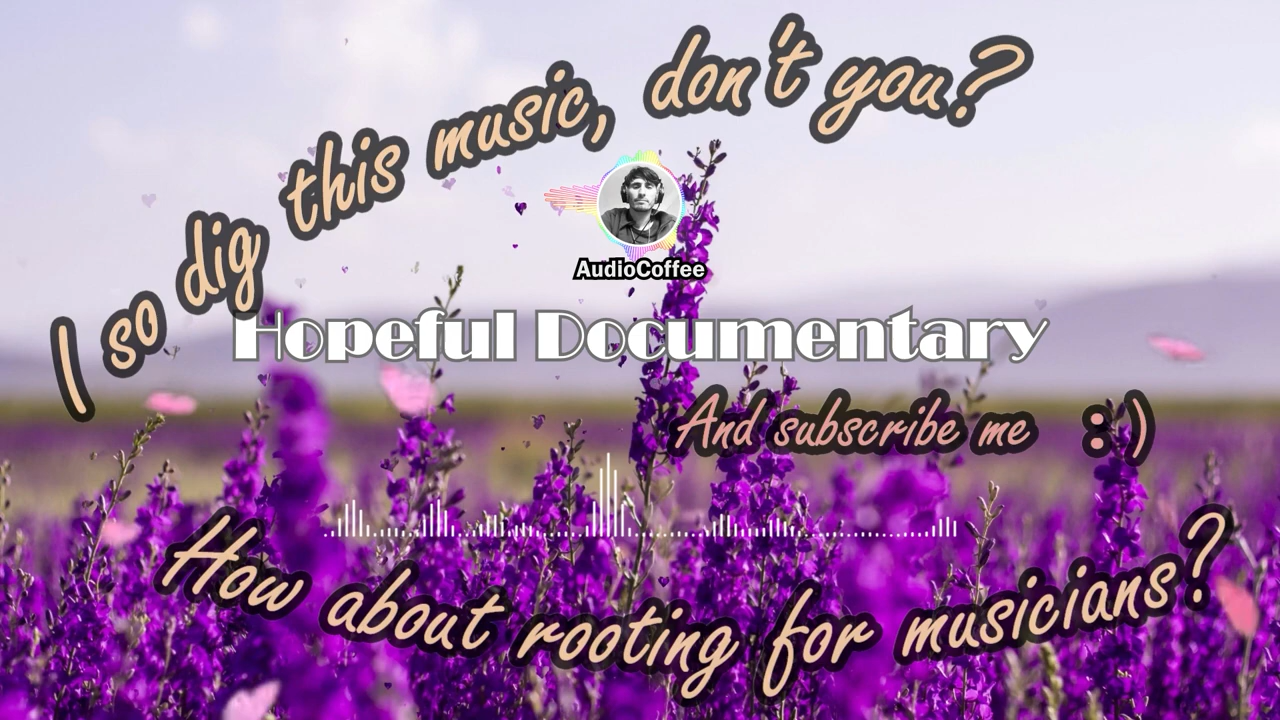 I so dig this music, don't you?
AudioCoffee
Hopeful Documentary
And subscribe me :)
How about rooting for musicians?